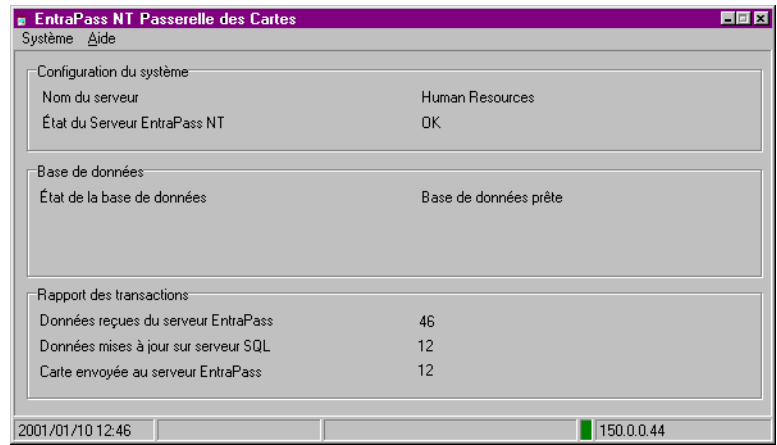 EntraPass NT Passerelle des Cartes
Système Aide
Configuration du système
Nom du serveur Human Resources
État du Serveur EntraPass NT OK
Base de données
État de la base de données Base de données prête
Rapport des transactions
Données reçues du serveur EntraPass 46
Données mises à jour sur serveur SQL 12
Carte envoyée au serveur EntraPass 12
2001/01/10 12:46 150.0.0.44